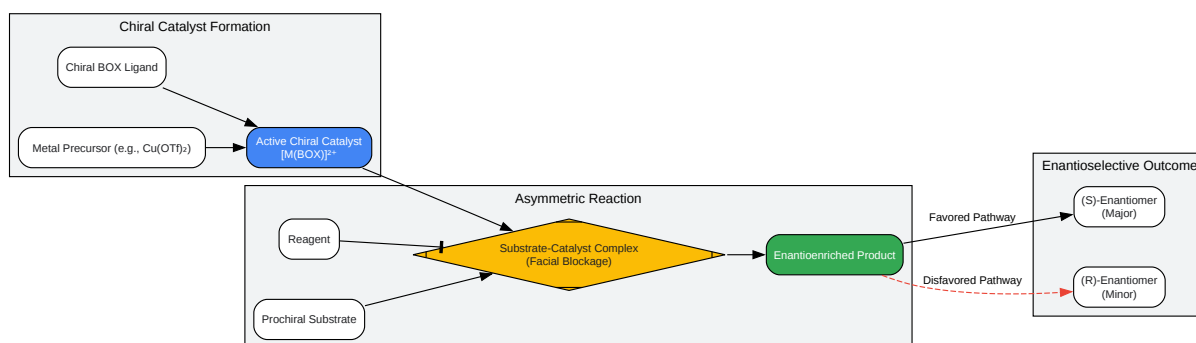 Chiral Catalyst Formation
Chiral BOX Ligand
Metal Precursor (e.g., Cu(OTf)₂)
Active Chiral Catalyst
[M(BOX)]²⁺
Asymmetric Reaction
Reagent
Substrate-Catalyst Complex
(Facial Blockage)
Prochiral Substrate
Enantioenriched Product
Favored Pathway
Disfavored Pathway
Enantioselective Outcome
(S)-Enantiomer
(Major)
(R)-Enantiomer
(Minor)